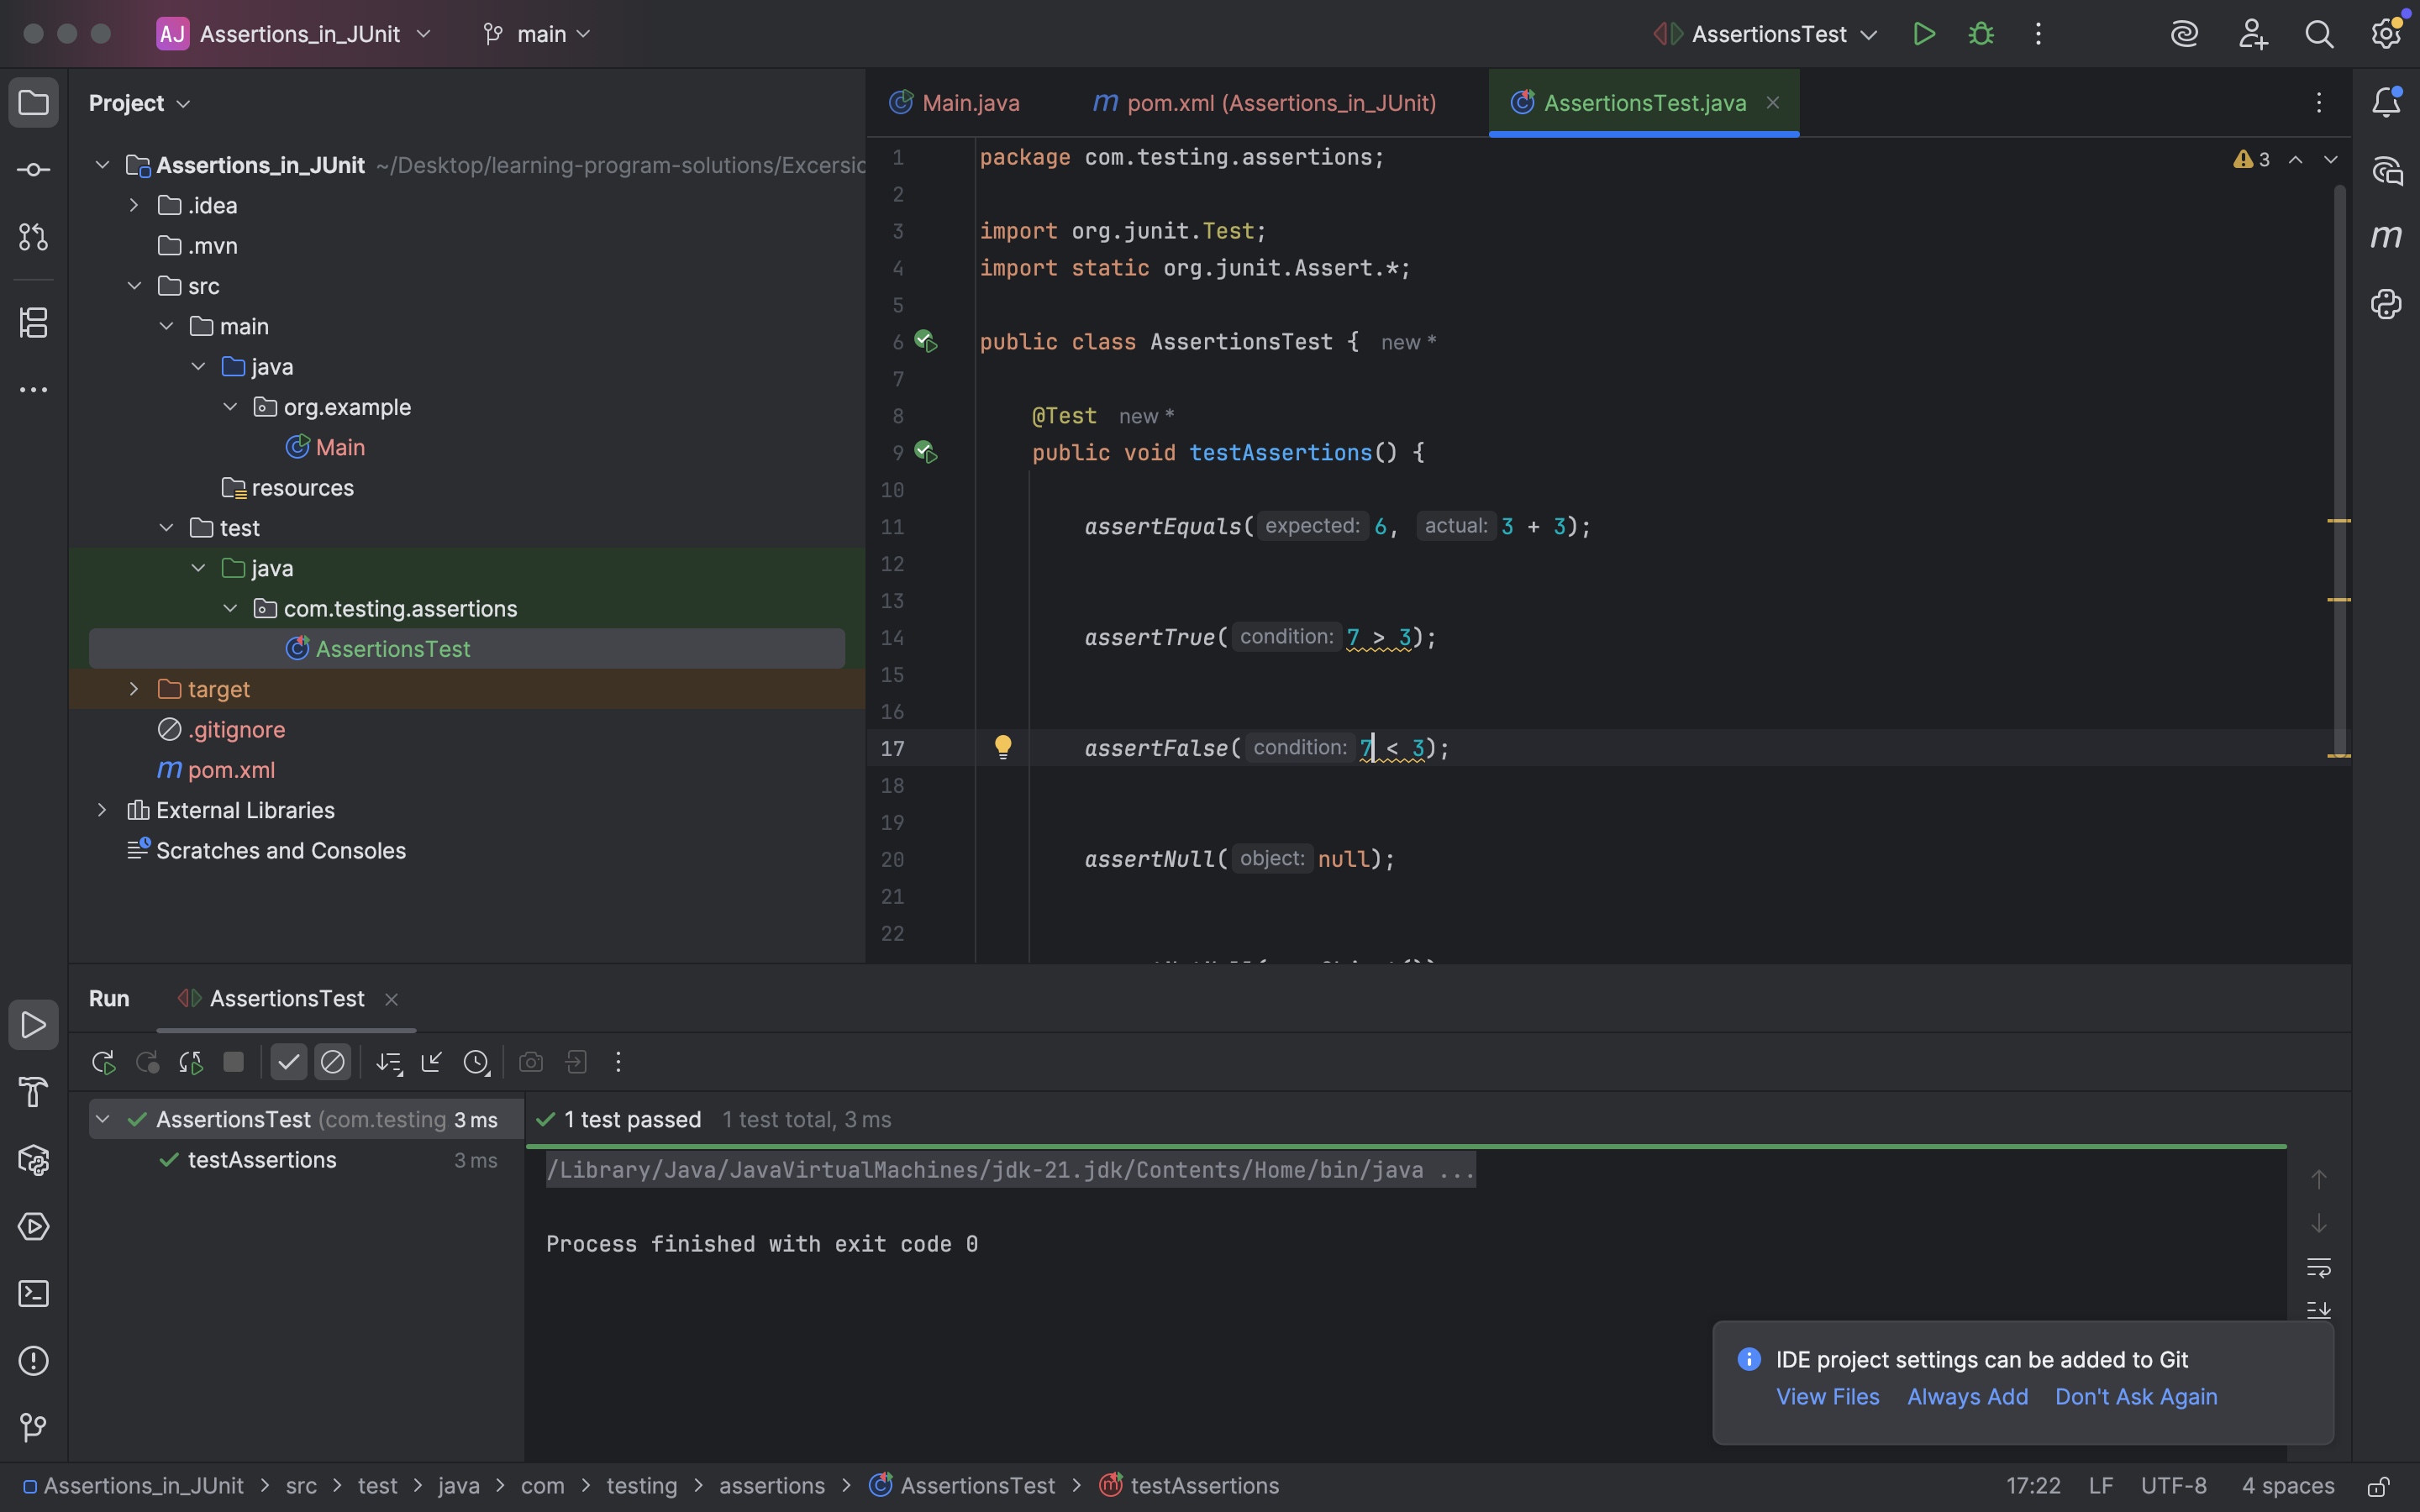 AJ Assertions_in_JUnit main AssertionsTest
Project
Assertions_in_JUnit ~/Desktop/learning-program-solutions/Excersic
.idea
.mvn
src
main
java
org.example
Main
resources
test
java
com.testing.assertions
AssertionsTest
target
.gitignore
m pom.xml
External Libraries
Scratches and Consoles
Main.java m pom.xml (Assertions_in_JUnit) AssertionsTest.java
3
1 package com.testing.assertions;
2
3 import org.junit.Test;
4 import static org.junit.Assert.*;
5
6 public class AssertionsTest { new *
7
8 @Test new *
9 public void testAssertions() {
10
11 assertEquals( expected: 6, actual: 3 + 3);
12
13
14 assertTrue( condition: 7 > 3);
15
16
17 assertFalse( condition: 7 < 3);
18
19
20 assertNull( object: null);
21
22
Run AssertionsTest
AssertionsTest (com.testing 3 ms
testAssertions 3 ms
1 test passed 1 test total, 3 ms
/Library/Java/JavaVirtualMachines/jdk-21.jdk/Contents/Home/bin/java ...
Process finished with exit code 0
IDE project settings can be added to Git
View Files Always Add Don't Ask Again
Assertions_in_JUnit > src > test > java > com > testing > assertions > AssertionsTest > testAssertions 17:22 LF UTF-8 4 spaces